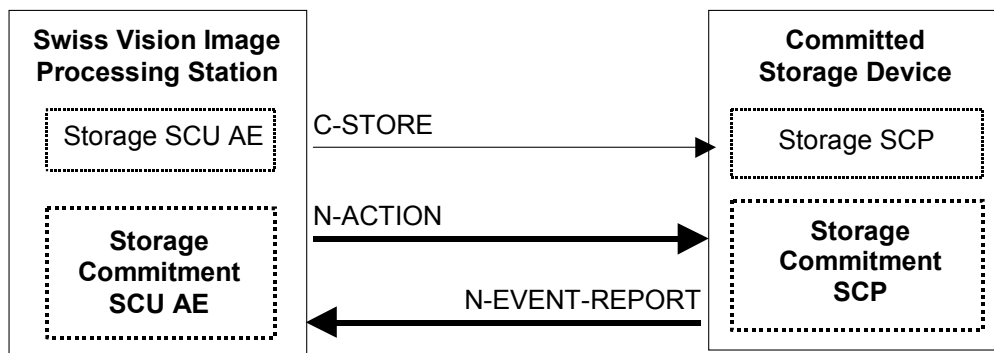 Swiss Vision Image
Processing Station
Storage SCU AE
Storage
Commitment
SCU AE
C-STORE
N-ACTION
N-EVENT-REPORT
Committed
Storage Device
Storage SCP
Storage
Commitment
SCP